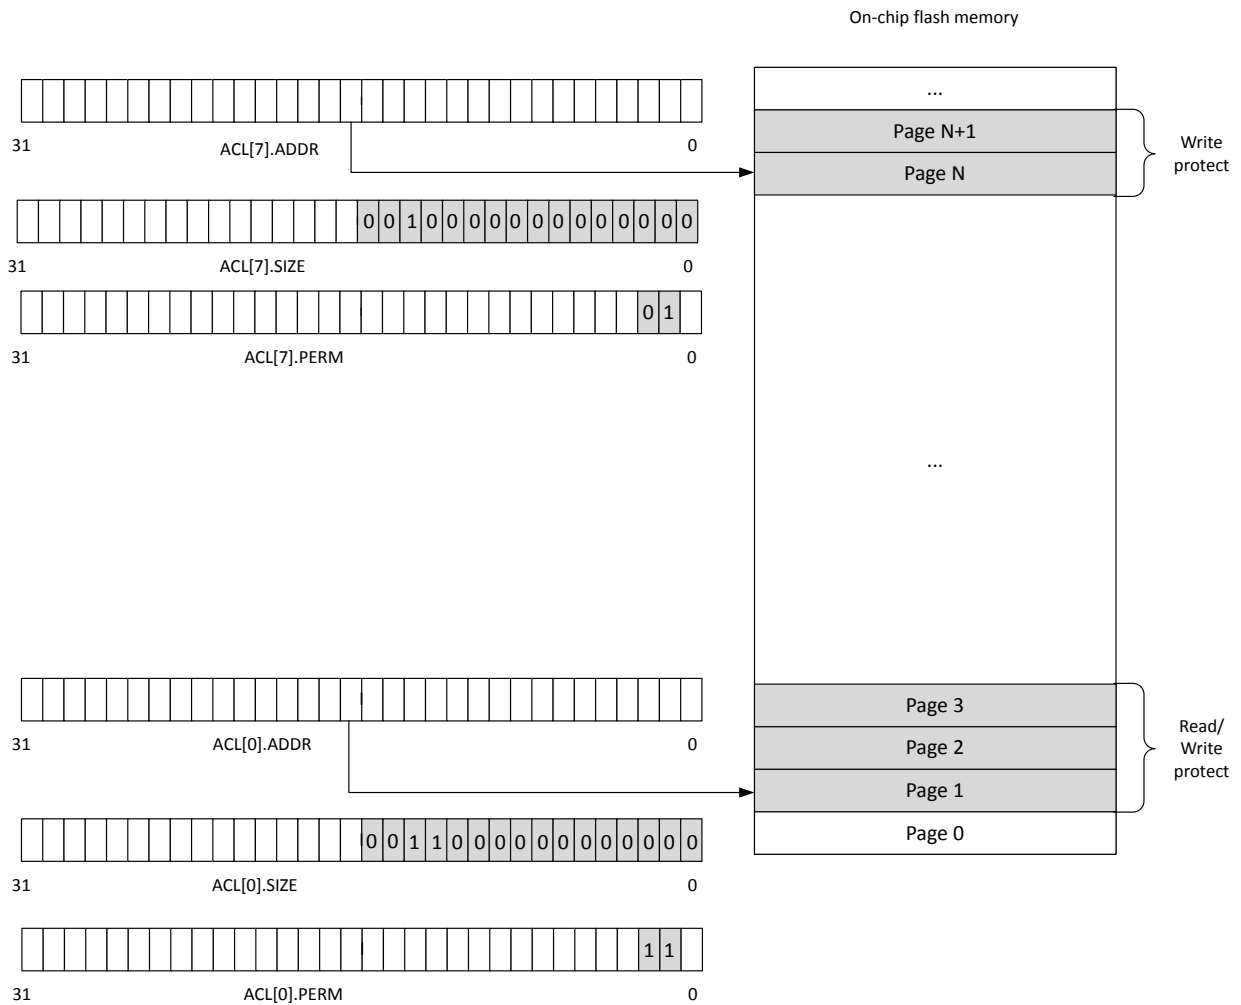 On-chip flash memory
...
Page N+1
Page N
Write
protect
31
ACL[7].ADDR
0
0 0 1 0 0 0 0 0 0 0 0 0 0 0 0 0
31
ACL[7].SIZE
0
0 1
31
ACL[7].PERM
0
...
Page 3
Page 2
Page 1
Page 0
Read/
Write
protect
31
ACL[0].ADDR
0
0 0 1 1 0 0 0 0 0 0 0 0 0 0 0 0
31
ACL[0].SIZE
0
1 1
31
ACL[0].PERM
0